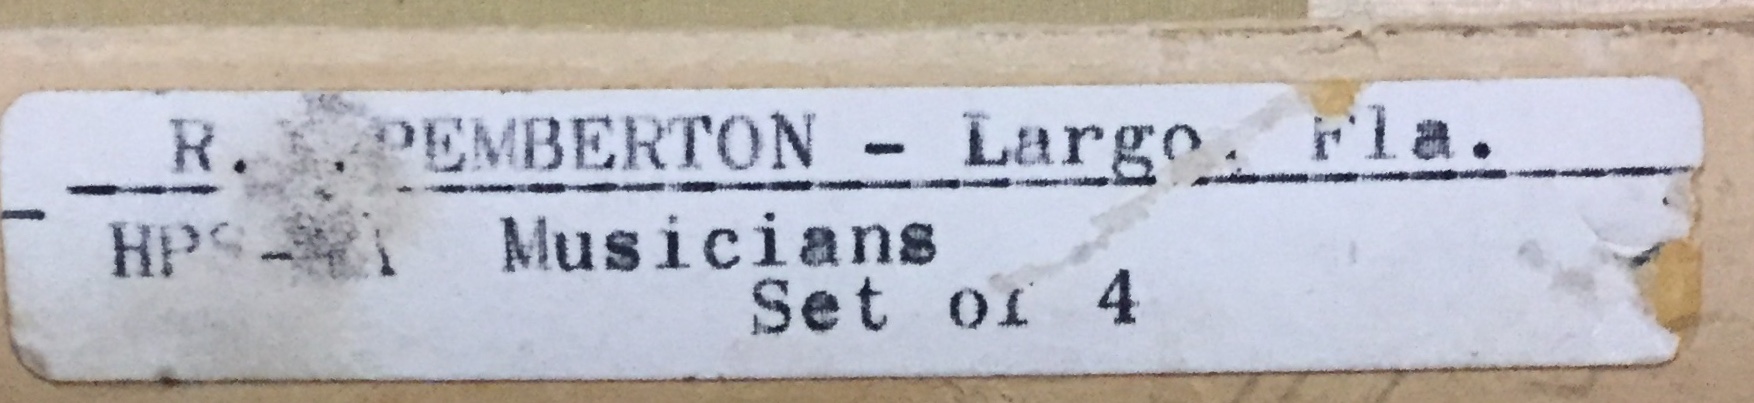 R. PEMBERTON - Largo, Fla.
Musicians
Set of 4